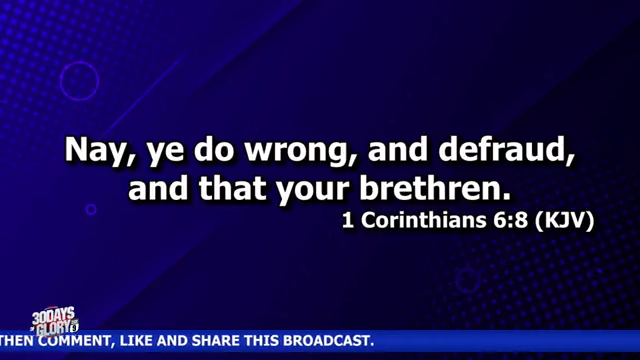 Nay, ye do wrong, and defraud,
and that your brethren.
1 Corinthians 6:8 (KJV)
30DAYS
GLORY
THEN COMMENT, LIKE AND SHARE THIS BROADCAST.